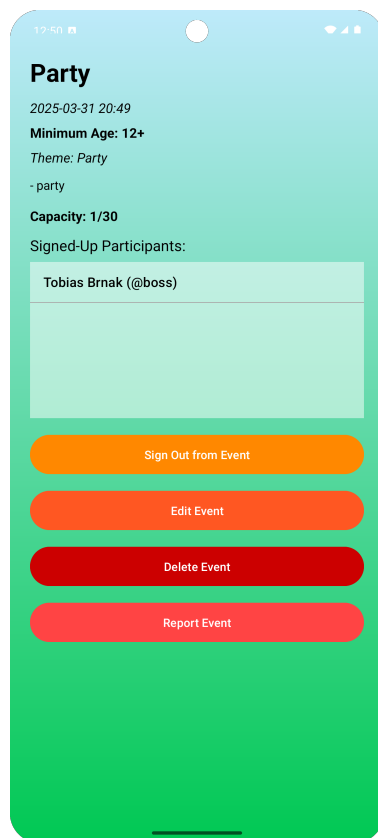 12:50
Party
2025-03-31 20:49
Minimum Age: 12+
Theme: Party
- party
Capacity: 1/30
Signed-Up Participants:
Tobias Brnak (@boss)
Sign Out from Event
Edit Event
Delete Event
Report Event